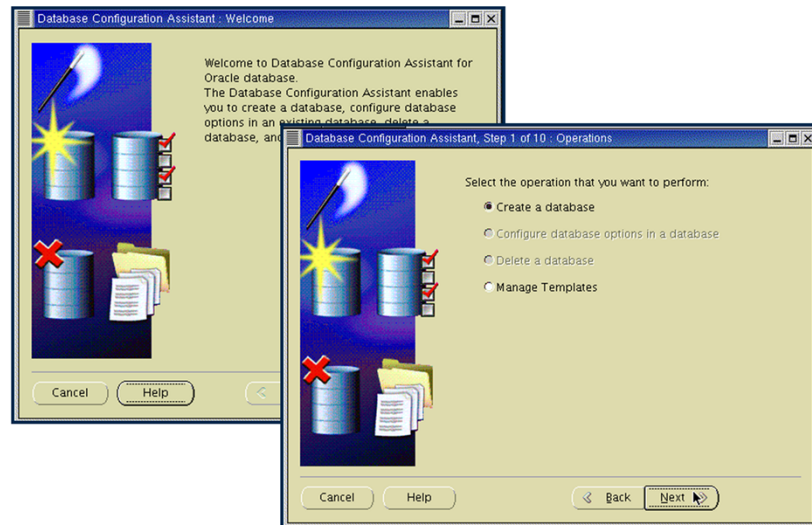 Database Configuration Assistant : Welcome
Welcome to Database Configuration Assistant for
Oracle database.
The Database Configuration Assistant enables
you to create a database, configure database
options in an existing database, delete a
database, and
Cancel
Help
Database Configuration Assistant, Step 1 of 10 : Operations
Select the operation that you want to perform:
Create a database
Configure database options in a database
Delete a database
Manage Templates
Cancel
Help
Back
Next